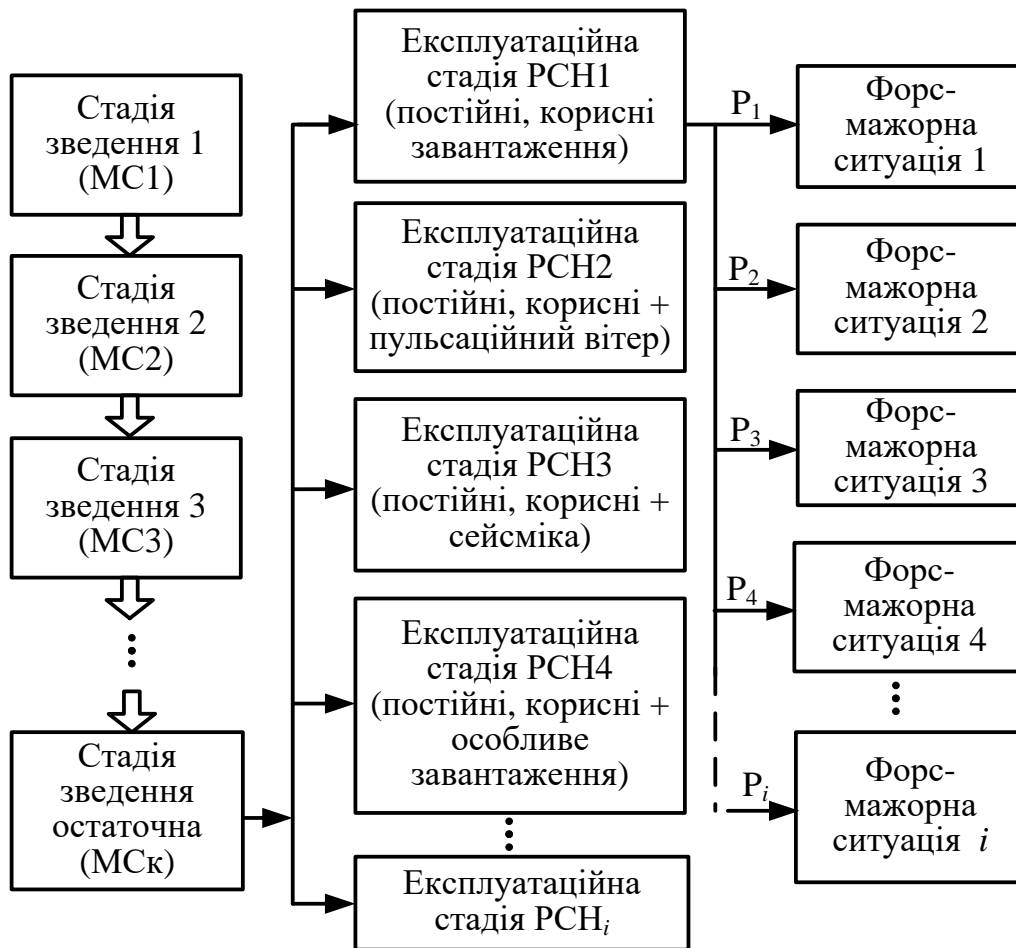 Стадія
зведення 1
(МС1)
Стадія
зведення 2
(МС2)
Стадія
зведення 3
(МС3)
Стадія
зведення
остаточна
(МСк)
Експлуатаційна
стадія РСН1
(постійні, корисні
завантаження)
Експлуатаційна
стадія РСН2
(постійні, корисні +
пульсаційний вітер)
Експлуатаційна
стадія РСН3
(постійні, корисні +
сейсміка)
Експлуатаційна
стадія РСН4
(постійні, корисні +
особливе
завантаження)
Експлуатаційна
стадія РСНi
P1
Форс-
мажорна
ситуація 1
P2
Форс-
мажорна
ситуація 2
P3
Форс-
мажорна
ситуація 3
P4
Форс-
мажорна
ситуація 4
Pi
Форс-
мажорна
ситуація i